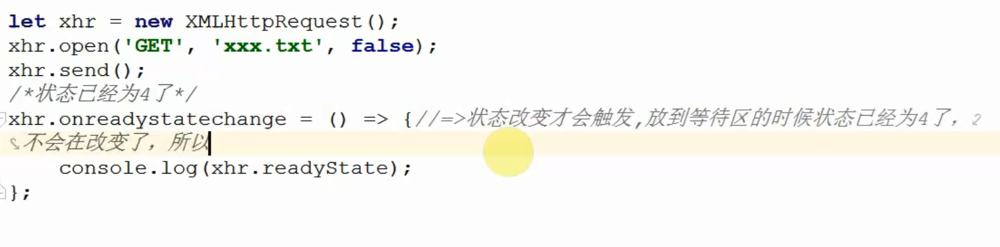 let xhr = new XMLHttpRequest();
xhr.open('GET', 'xxx.txt', false);
xhr.send();
/*状态已经为4了*/
xhr.onreadystatechange = () => {//=>状态改变才会触发,放到等待区的时候状态已经为4了，
不会在改变了，所以
console.log(xhr.readyState);
};